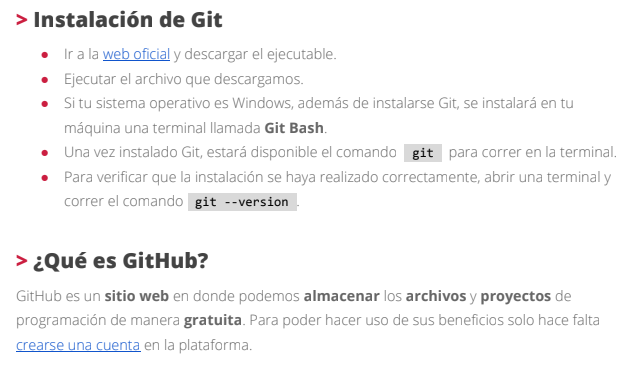 > Instalación de Git
● Ir a la web oficial y descargar el ejecutable.
● Ejecutar el archivo que descargamos.
● Si tu sistema operativo es Windows, además de instalarse Git, se instalará en tu
máquina una terminal llamada Git Bash.
● Una vez instalado Git, estará disponible el comando git para correr en la terminal.
● Para verificar que la instalación se haya realizado correctamente, abrir una terminal y
correr el comando git --version.
> ¿Qué es GitHub?
GitHub es un sitio web en donde podemos almacenar los archivos y proyectos de
programación de manera gratuita. Para poder hacer uso de sus beneficios solo hace falta
crearse una cuenta en la plataforma.